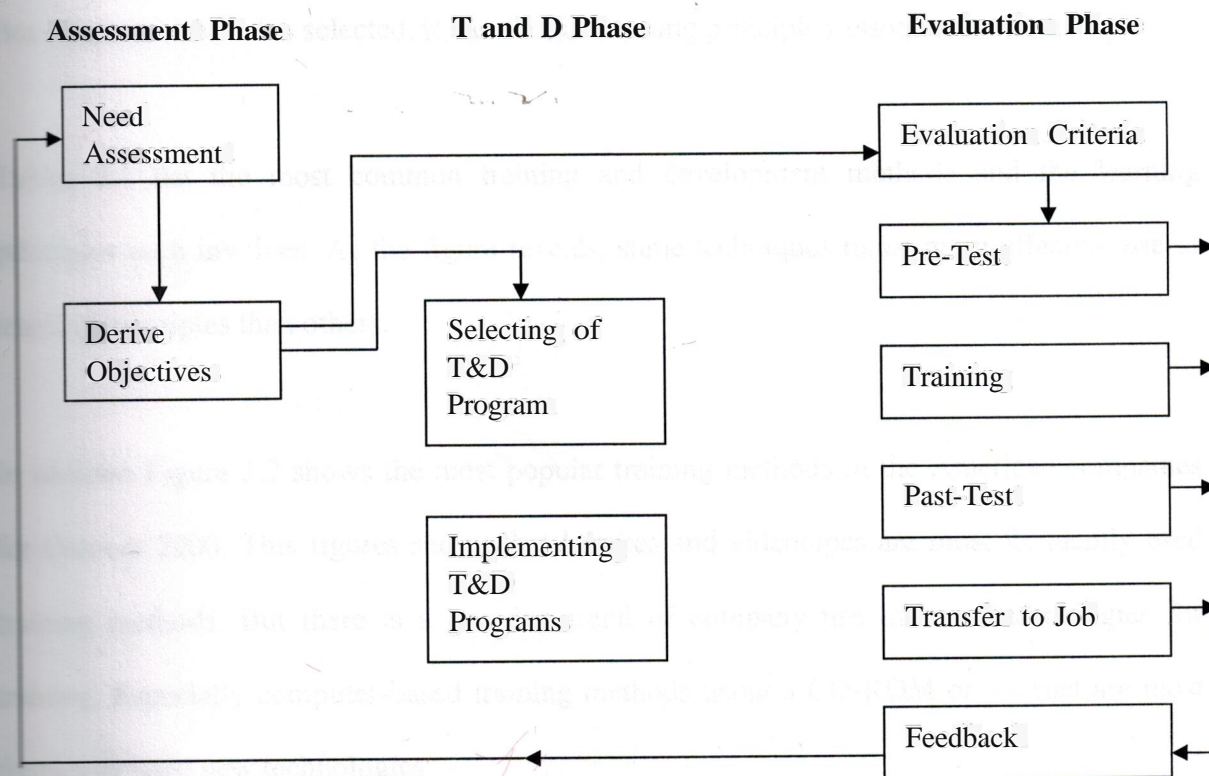 Assessment Phase
T and D Phase
Evaluation Phase
Need
Assessment
Derive
Objectives
Selecting of
T&D
Program
Implementing
T&D
Programs
Evaluation Criteria
Pre-Test
Training
Past-Test
Transfer to Job
Feedback